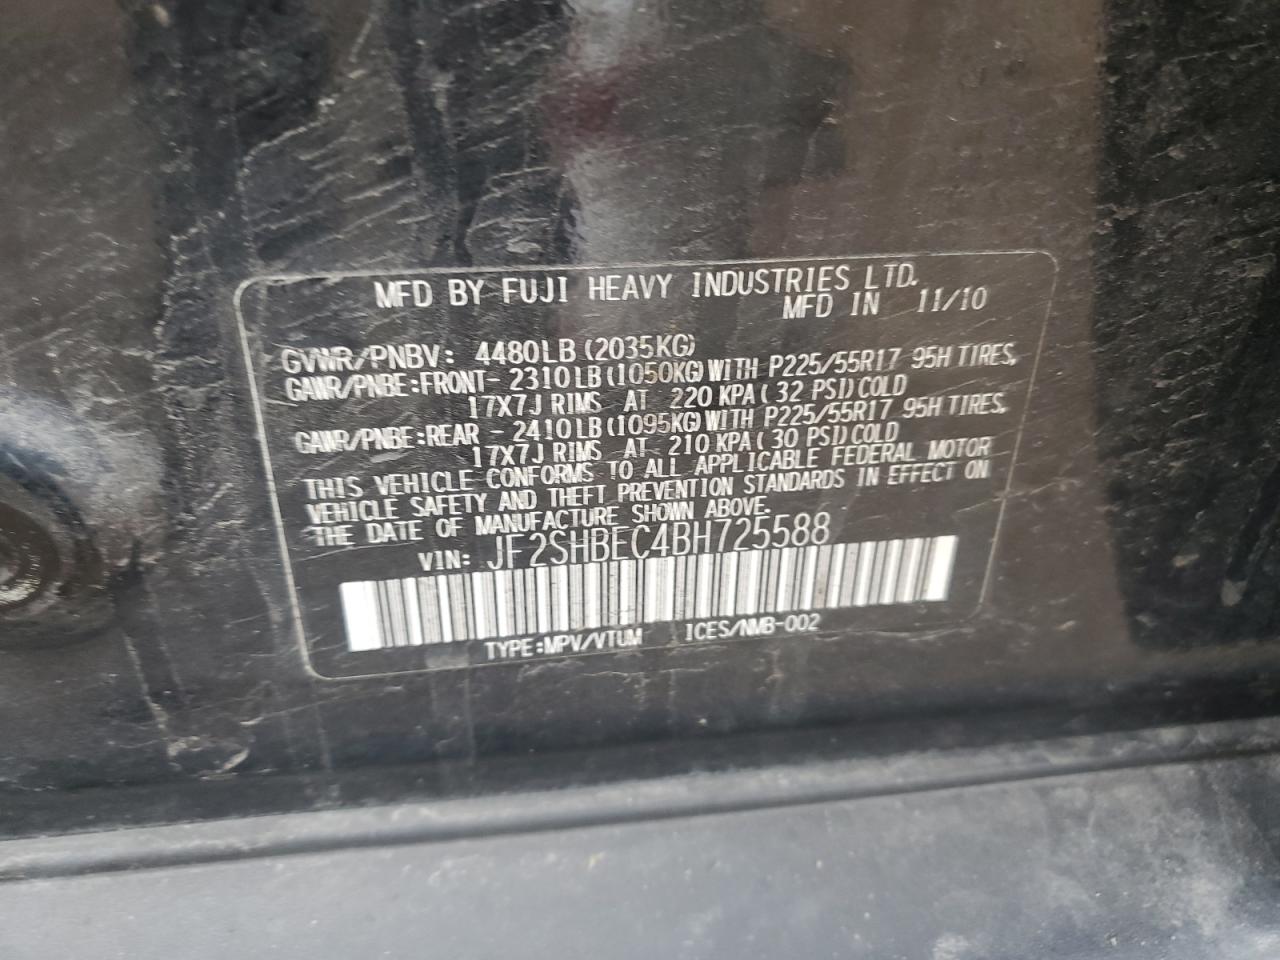 MFD BY FUJI HEAVY INDUSTRIES LTD.
MFD IN 11/10
GVWR/PNBV: 4480LB(2035KG)
GAWR/PNBE:FRONT- 2310LB(1050KG)WITH P225/55R17 95H TIRES,
17X7J RIMS AT 220 KPA( 32 PSI)COLD
GAWR/PNBE:REAR - 2410LB(1095KG)WITH P225/55R17 95H TIRES,
17X7J RIMS AT 210 KPA( 30 PSI)COLD
THIS VEHICLE CONFORMS TO ALL APPLICABLE FEDERAL MOTOR
VEHICLE SAFETY AND THEFT PREVENTION STANDARDS IN EFFECT ON
THE DATE OF MANUFACTURE SHOWN ABOVE.
VIN: JF2SHBEC4BH725588
TYPE:MPV/VTUM ICES/NMB-002